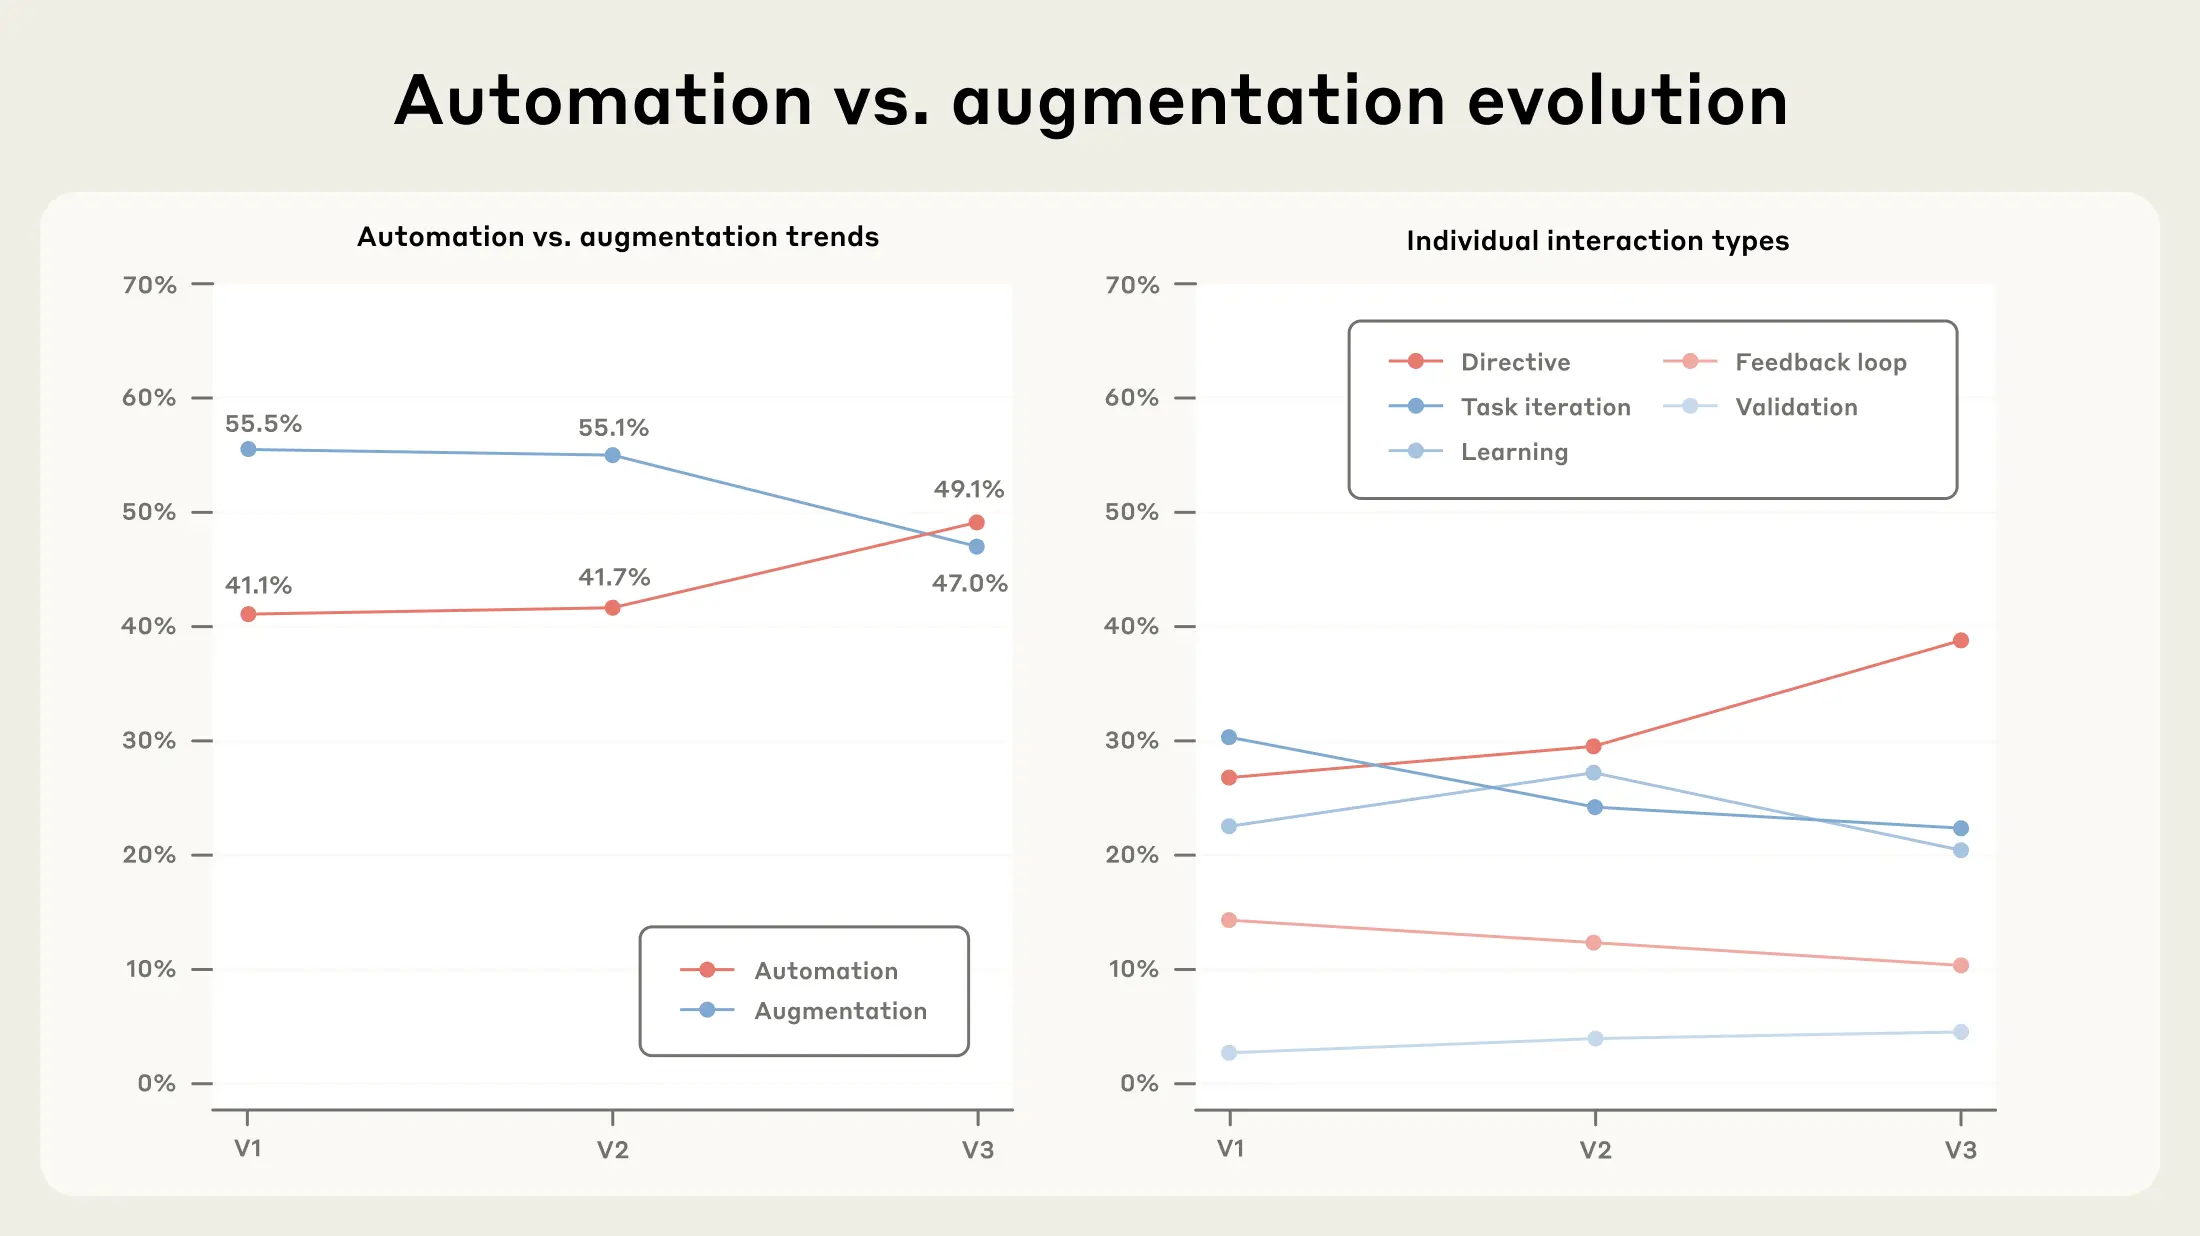 Automation vs. augmentation evolution
Automation vs. augmentation trends
70%
60%
50%
40%
30%
20%
10%
0%
55.5%
55.1%
49.1%
41.1%
41.7%
47.0%
Automation
Augmentation
V1
V2
V3
Individual interaction types
70%
60%
50%
40%
30%
20%
10%
0%
Directive
Feedback loop
Task iteration
Validation
Learning
V1
V2
V3